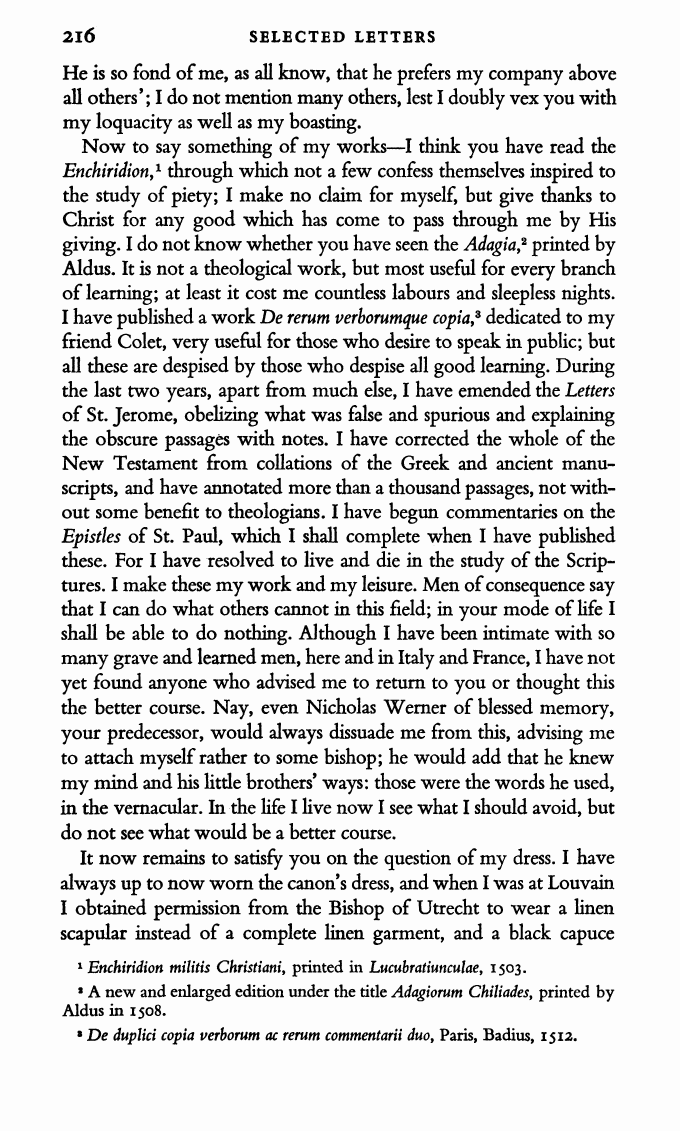 216 SELECTED LETTERS
He is so fond of me, as all know, that he prefers my company above
all others'; I do not mention many others, lest I doubly vex you with
my loquacity as well as my boasting.
Now to say something of my works—I think you have read the
Enchiridion,¹ through which not a few confess themselves inspired to
the study of piety; I make no claim for myself, but give thanks to
Christ for any good which has come to pass through me by His
giving. I do not know whether you have seen the Adagia,² printed by
Aldus. It is not a theological work, but most useful for every branch
of learning; at least it cost me countless labours and sleepless nights.
I have published a work De rerum verborumque copia,³ dedicated to my
friend Colet, very useful for those who desire to speak in public; but
all these are despised by those who despise all good learning. During
the last two years, apart from much else, I have emended the Letters
of St. Jerome, obelizing what was false and spurious and explaining
the obscure passages with notes. I have corrected the whole of the
New Testament from collations of the Greek and ancient manu-
scripts, and have annotated more than a thousand passages, not with-
out some benefit to theologians. I have begun commentaries on the
Epistles of St. Paul, which I shall complete when I have published
these. For I have resolved to live and die in the study of the Scrip-
tures. I make these my work and my leisure. Men of consequence say
that I can do what others cannot in this field; in your mode of life I
shall be able to do nothing. Although I have been intimate with so
many grave and learned men, here and in Italy and France, I have not
yet found anyone who advised me to return to you or thought this
the better course. Nay, even Nicholas Werner of blessed memory,
your predecessor, would always dissuade me from this, advising me
to attach myself rather to some bishop; he would add that he knew
my mind and his little brothers' ways: those were the words he used,
in the vernacular. In the life I live now I see what I should avoid, but
do not see what would be a better course.
It now remains to satisfy you on the question of my dress. I have
always up to now worn the canon's dress, and when I was at Louvain
I obtained permission from the Bishop of Utrecht to wear a linen
scapular instead of a complete linen garment, and a black capuce
¹ Enchiridion militis Christiani, printed in Lucubratiunculae, 1503.
² A new and enlarged edition under the title Adagiorum Chiliades, printed by
Aldus in 1508.
³ De duplici copia verborum ac rerum commentarii duo, Paris, Badius, 1512.